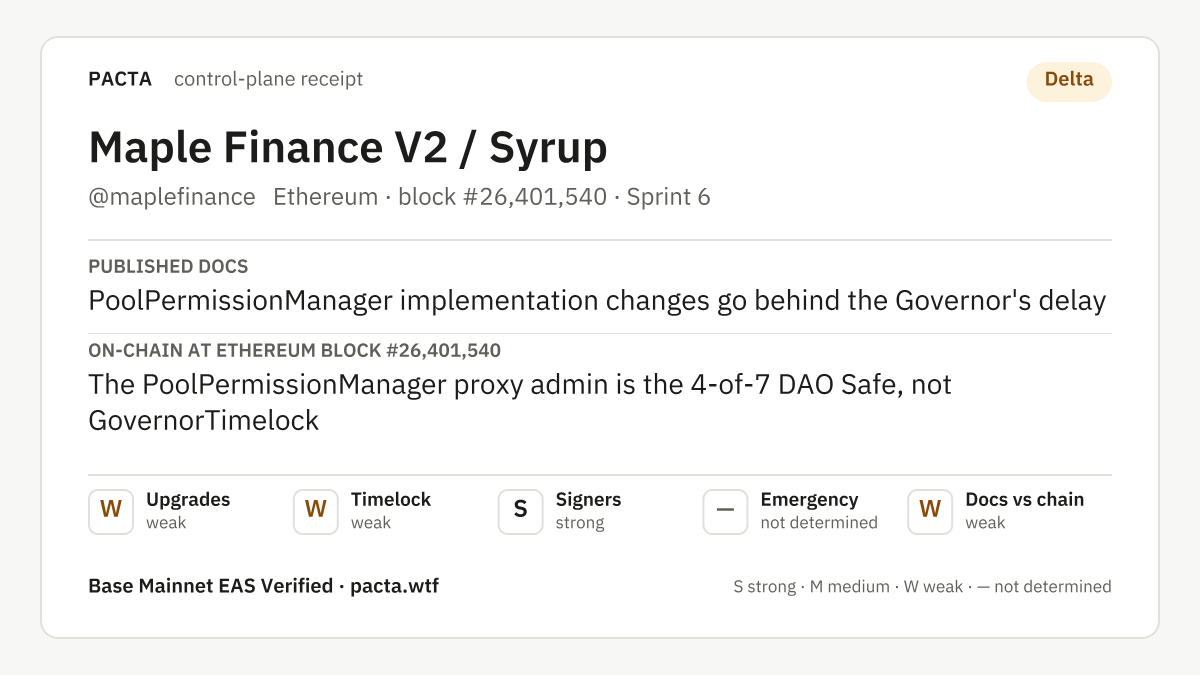 PACTA control-plane receipt
Delta
Maple Finance V2 / Syrup
@maplefinance Ethereum · block #26,401,540 · Sprint 6
PUBLISHED DOCS
PoolPermissionManager implementation changes go behind the Governor's delay
ON-CHAIN AT ETHEREUM BLOCK #26,401,540
The PoolPermissionManager proxy admin is the 4-of-7 DAO Safe, not
GovernorTimelock
W Upgrades
weak
W Timelock
weak
S Signers
strong
— Emergency
not determined
W Docs vs chain
weak
Base Mainnet EAS Verified · pacta.wtf
S strong · M medium · W weak · — not determined